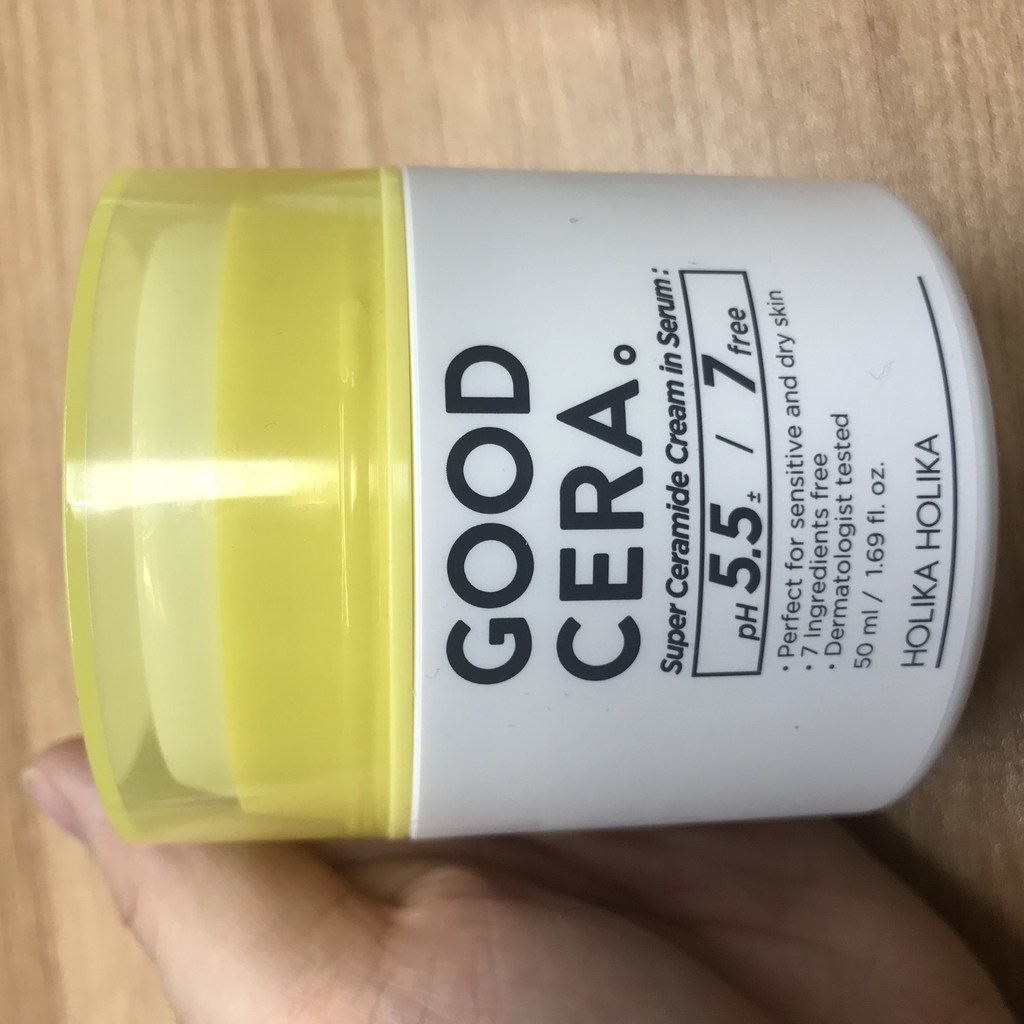 GOOD
CERA.
Super Ceramide Cream in Serum:
pH 5.5± / 7 free
• Perfect for sensitive and dry skin
• 7 Ingredients free
• Dermatologist tested
50 ml / 1.69 fl. oz.
HOLIKA HOLIKA